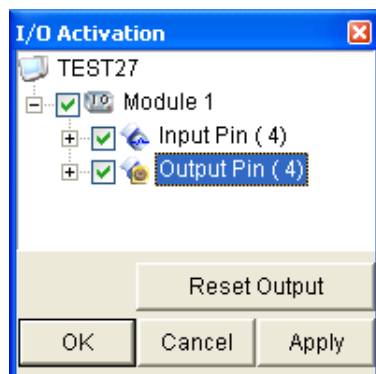 I/O Activation
TEST27
Module 1
Input Pin ( 4)
Output Pin ( 4)
Reset Output
OK Cancel Apply